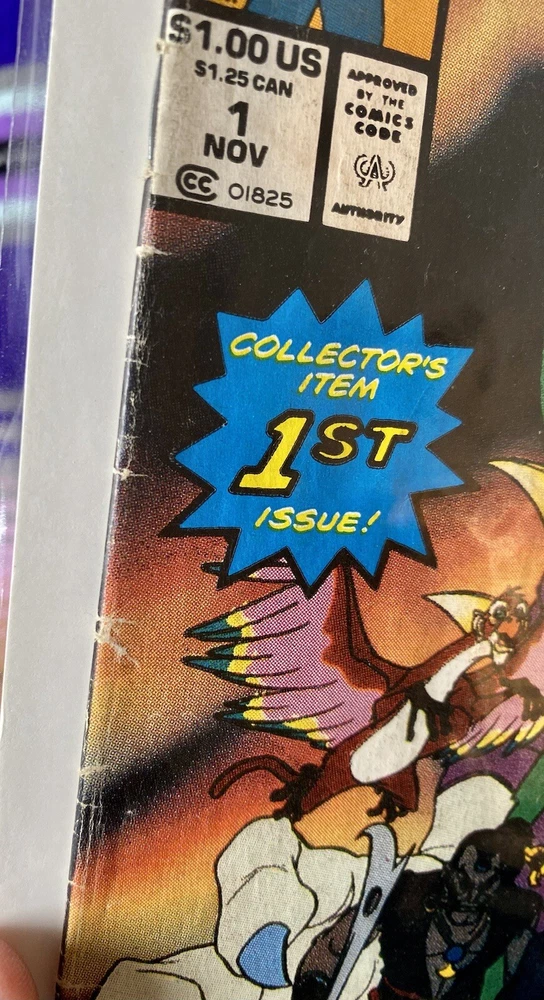 $1.00 US
$1.25 CAN
1
NOV
CC 01825
APPROVED
BY THE
COMICS
CODE
CA
AUTHORITY
COLLECTOR'S
ITEM
1ST
ISSUE!